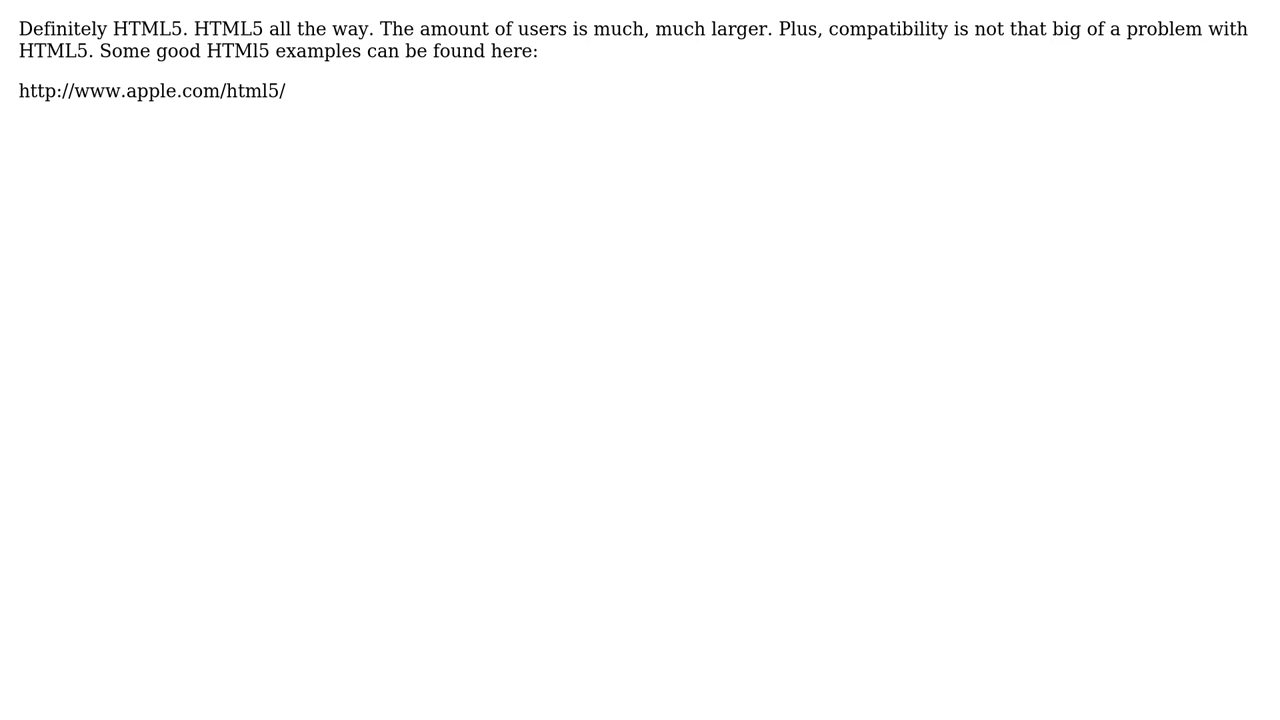 Definitely HTML5. HTML5 all the way. The amount of users is much, much larger. Plus, compatibility is not that big of a problem with
HTML5. Some good HTMl5 examples can be found here:
http://www.apple.com/html5/